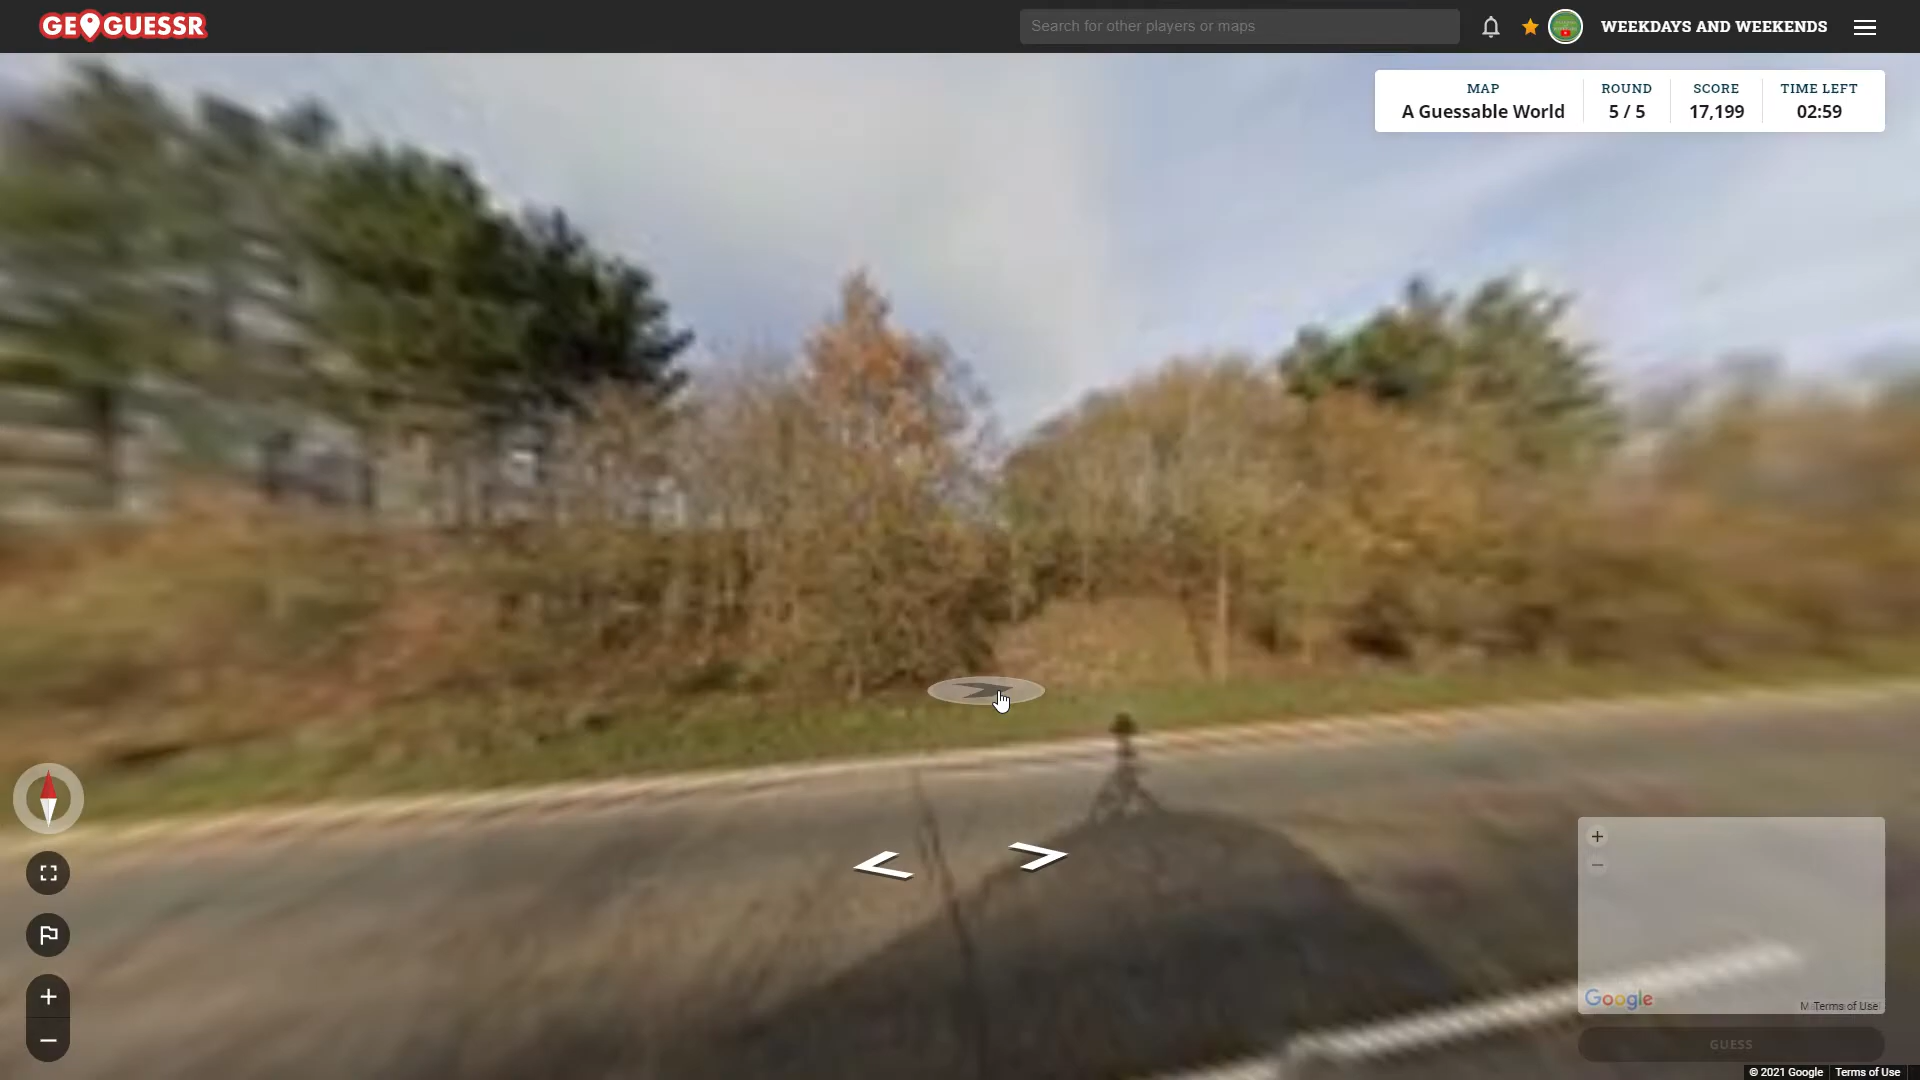 GEOGUESSR
Search for other players or maps
WEEKDAYS AND WEEKENDS
MAP
A Guessable World
ROUND
5 / 5
SCORE
17,199
TIME LEFT
02:59
Google
Terms of Use
GUESS
© 2021 Google
Terms of Use